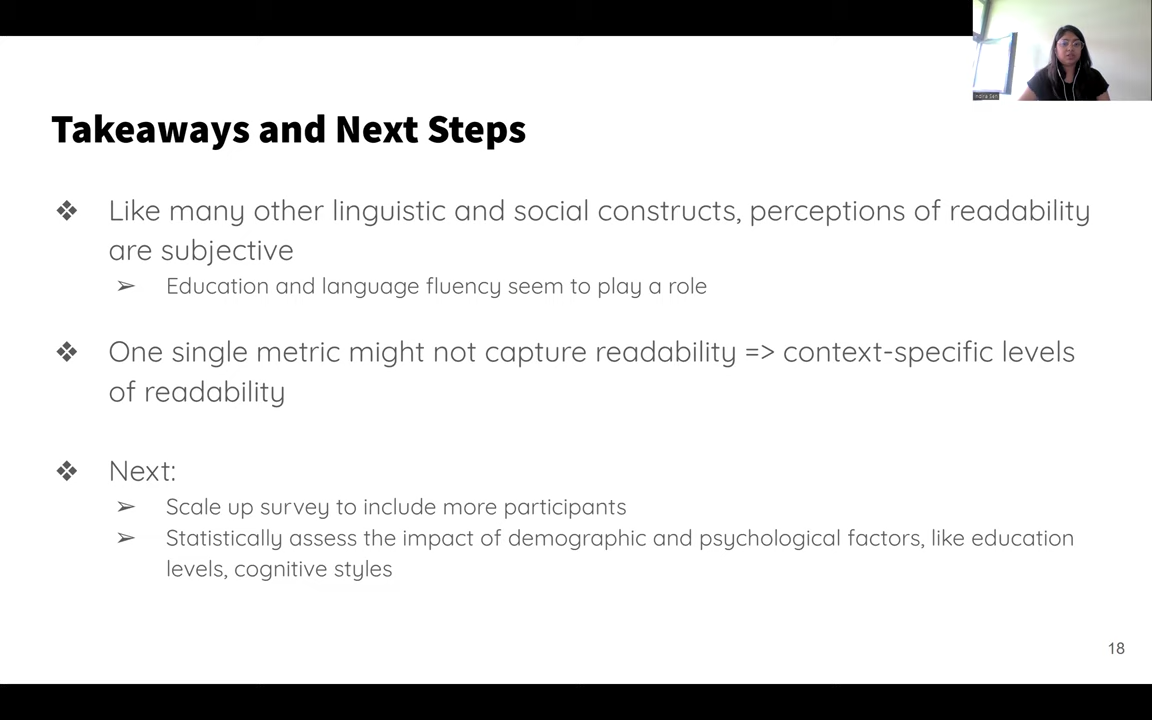 Indira Sen
Takeaways and Next Steps
❖ Like many other linguistic and social constructs, perceptions of readability
are subjective
➢ Education and language fluency seem to play a role
❖ One single metric might not capture readability => context-specific levels
of readability
❖ Next:
➢ Scale up survey to include more participants
➢ Statistically assess the impact of demographic and psychological factors, like education
levels, cognitive styles
18